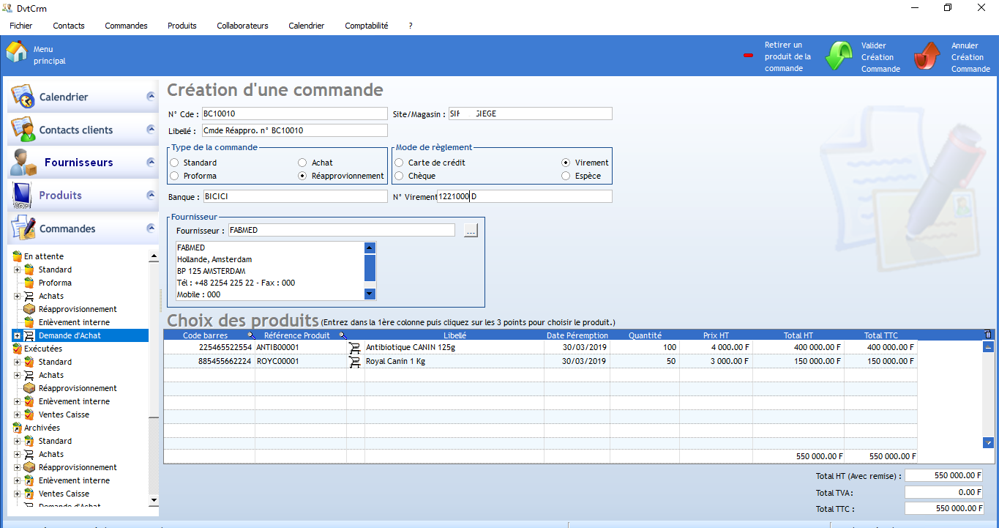 DvtCrm
Fichier Contacts Commandes Produits Collaborateurs Calendrier Comptabilité ?
Menu principal
Retirer un produit de la commande
Valider Création Commande
Annuler Création Commande
Calendrier
Contacts clients
Fournisseurs
Produits
Commandes
En attente
Standard
Proforma
Achats
Réapprovisionnement
Enlèvement interne
Demande d'Achat
Exécutées
Standard
Achats
Réapprovisionnement
Enlèvement interne
Ventes Caisse
Archivées
Standard
Achats
Réapprovisionnement
Enlèvement interne
Ventes Caisse
Demande d'Achat
Création d'une commande
N° Cde : BC10010 Site/Magasin : SIF SIEGE
Libellé : Cmde Réappro. n° BC10010
Type de la commande
Standard Achat
Proforma Réapprovionnement
Mode de règlement
Carte de crédit Virement
Chèque Espèce
Banque : BICICI N° Virement 1221000 D
Fournisseur
Fournisseur : FABMED ...
FABMED
Hollande, Amsterdam
BP 125 AMSTERDAM
Tél : +48 2254 225 22 - Fax : 000
Mobile : 000
Choix des produits (Entrez dans la 1ère colonne puis cliquez sur les 3 points pour choisir le produit.)
Code barres Référence Produit Libellé Date Péremption Quantité Prix HT Total HT Total TTC
225465522554 ANTIB00001 Antibiotique CANIN 125g 30/03/2019 100 4 000.00 F 400 000.00 F 400 000.00 F
885455662224 ROYC00001 Royal Canin 1 Kg 30/03/2019 50 3 000.00 F 150 000.00 F 150 000.00 F
550 000.00 F 550 000.00 F
Total HT (Avec remise) : 550 000.00 F
Total TVA : 0.00 F
Total TTC : 550 000.00 F